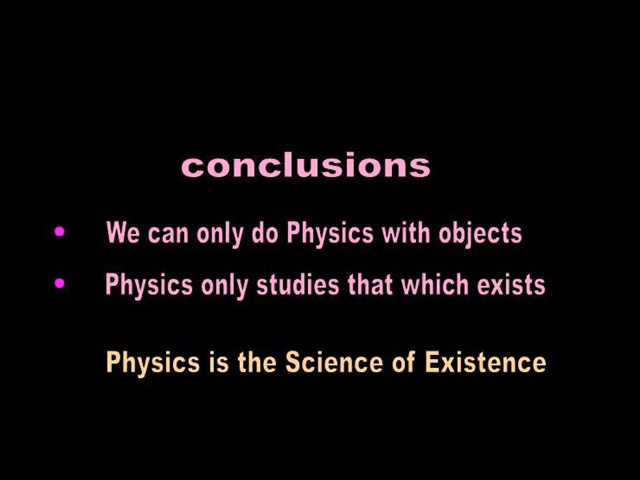 conclusions
• We can only do Physics with objects
• Physics only studies that which exists
Physics is the Science of Existence